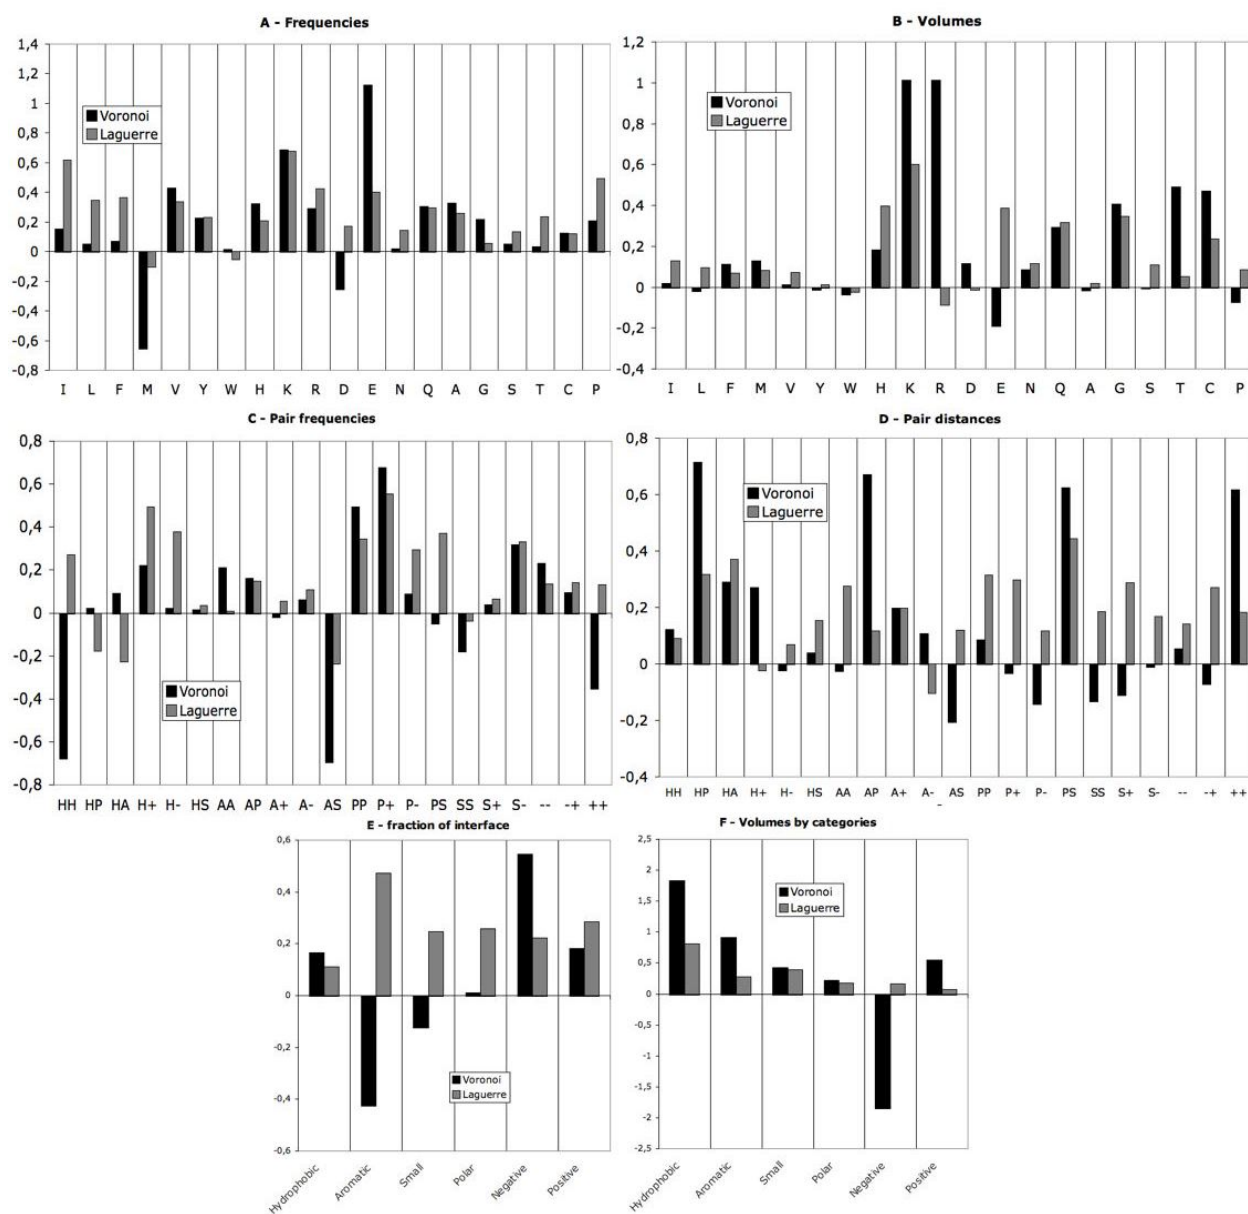 A - Frequencies
1,4
1,2
1
0,8
0,6
0,4
0,2
0
-0,2
-0,4
-0,6
-0,8
Voronoi
Laguerre
I L F M V Y W H K R D E N Q A G S T C P
B - Volumes
1,2
1
0,8
0,6
0,4
0,2
0
-0,2
-0,4
Voronoi
Laguerre
I L F M V Y W H K R D E N Q A G S T C P
C - Pair frequencies
0,8
0,6
0,4
0,2
0
-0,2
-0,4
-0,6
-0,8
Voronoi
Laguerre
HH HP HA H+ H- HS AA AP A+ A- AS PP P+ P- PS SS S+ S- -- -+ ++
D - Pair distances
0,8
0,6
0,4
0,2
0
-0,2
-0,4
Voronoi
Laguerre
HH HP HA H+ H- HS AA AP A+ A- AS PP P+ P- PS SS S+ S- -- -+ ++
-
E - fraction of interface
0,6
0,4
0,2
0
-0,2
-0,4
-0,6
Voronoi
Laguerre
Hydrophobic Aromatic Small Polar Negative Positive
F - Volumes by categories
2,5
2
1,5
1
0,5
0
-0,5
-1
-1,5
-2
-2,5
Voronoi
Laguerre
Hydrophobic Aromatic Small Polar Negative Positive